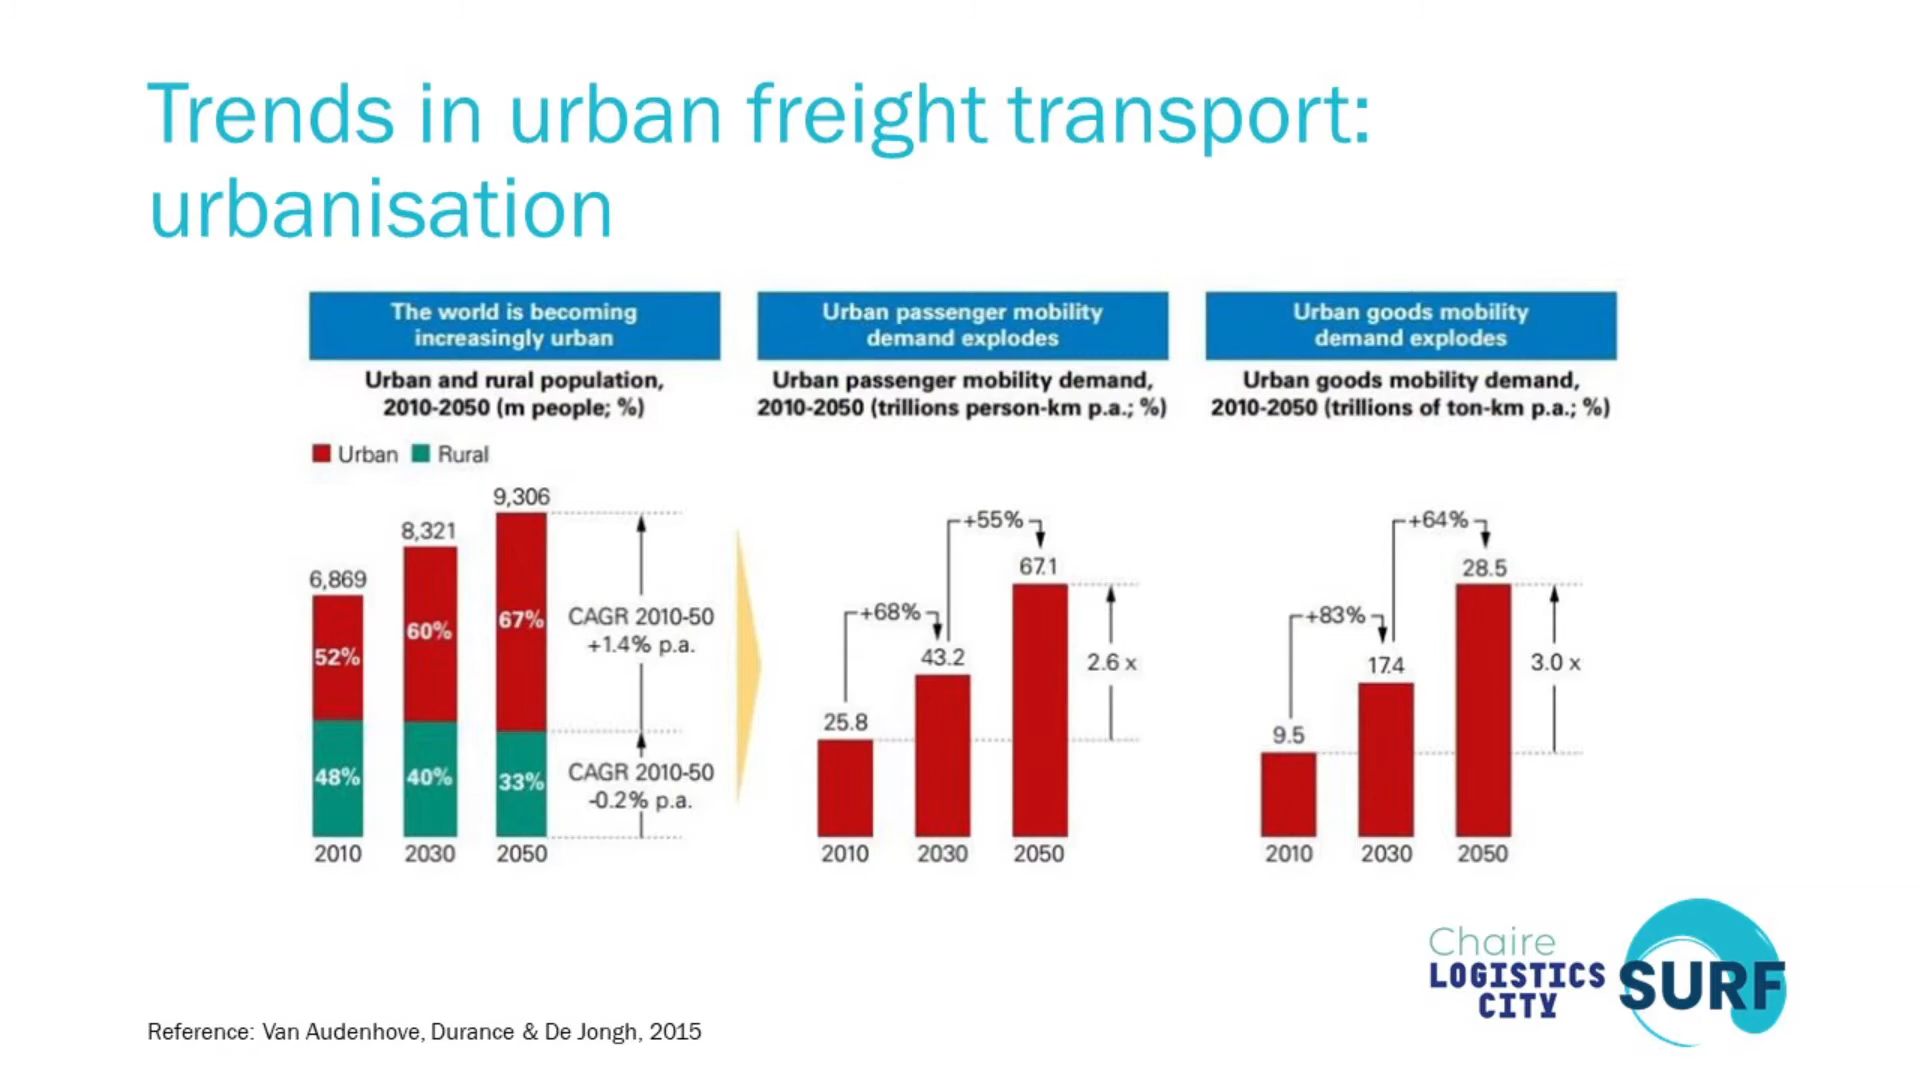 Trends in urban freight transport:
urbanisation
The world is becoming
increasingly urban
Urban and rural population,
2010-2050 (m people; %)
Urban Rural
9,306
8,321
6,869
52%
60%
67%
48%
40%
33%
CAGR 2010-50
+1.4% p.a.
CAGR 2010-50
-0.2% p.a.
2010 2030 2050
Urban passenger mobility
demand explodes
Urban passenger mobility demand,
2010-2050 (trillions person-km p.a.; %)
+55%
67.1
+68%
43.2
2.6 x
25.8
2010 2030 2050
Urban goods mobility
demand explodes
Urban goods mobility demand,
2010-2050 (trillions of ton-km p.a.; %)
+64%
28.5
+83%
17.4
3.0 x
9.5
2010 2030 2050
Chaire
LOGISTICS
CITY
SURF
Reference: Van Audenhove, Durance & De Jongh, 2015